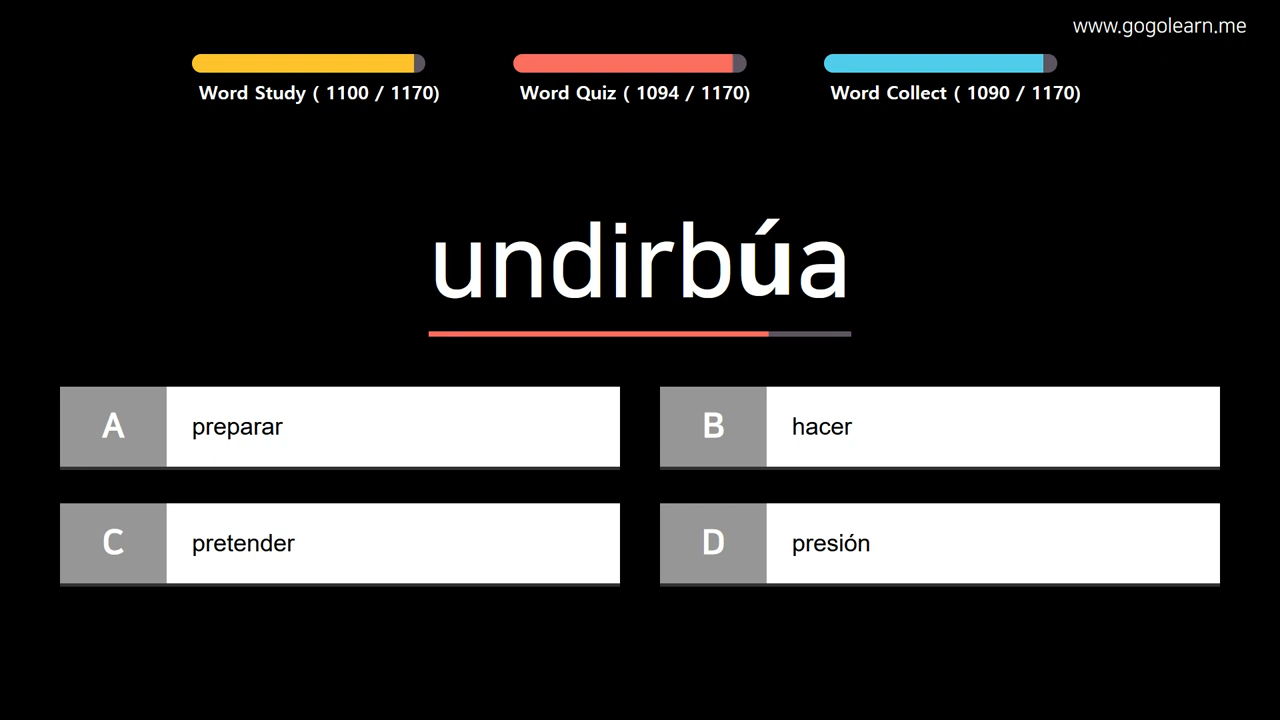 www.gogolearn.me
Word Study ( 1100 / 1170)
Word Quiz ( 1094 / 1170)
Word Collect ( 1090 / 1170)
undirbúa
A preparar
B hacer
C pretender
D presión